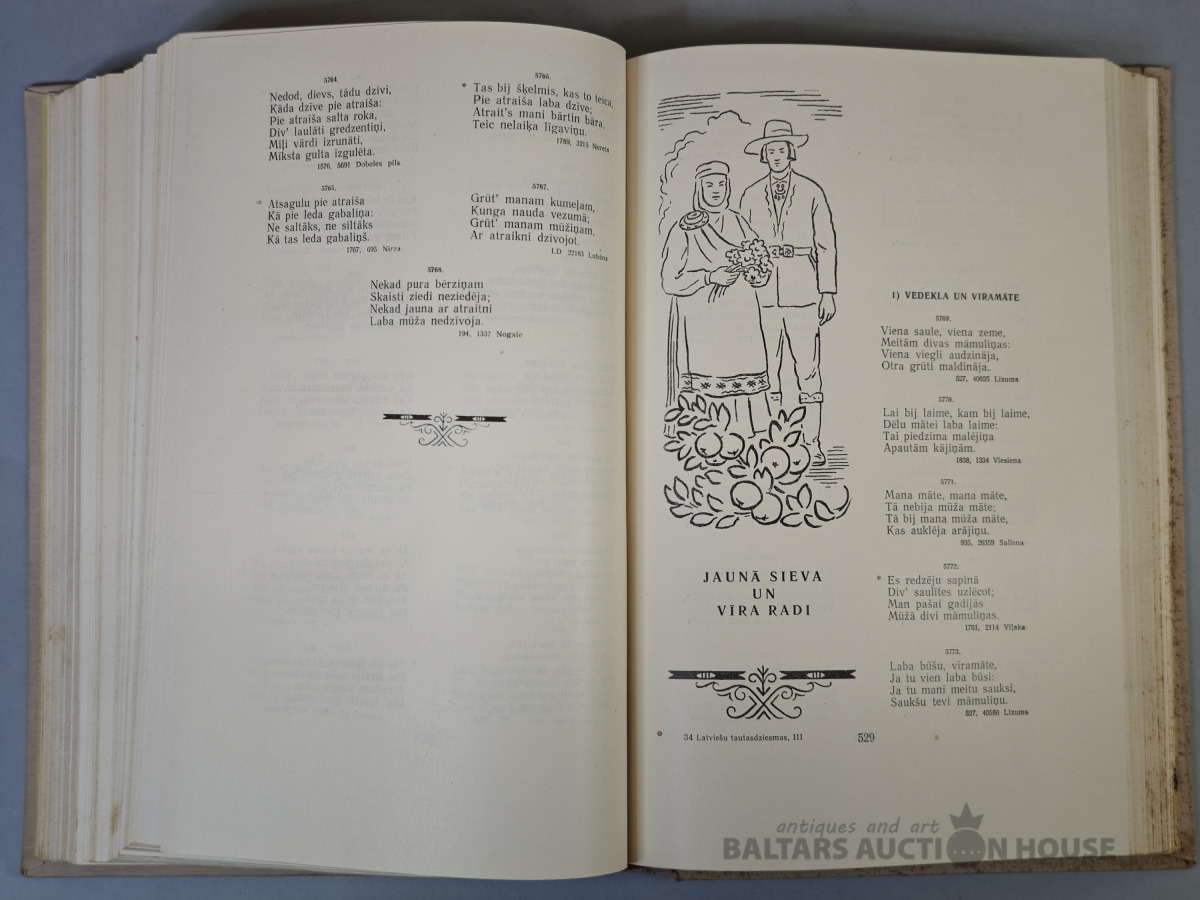 5764.
Nedod, dievs, tādu dzīvi,
Kāda dzīve pie atraiša:
Pie atraiša salta roka,
Div' laulāti gredzentiņi,
Miļi vārdi izrunāti,
Mīksta gulta izgulēta.
1576, 5691 Dobeles pils.
5765.
= Atsagulu pie atraiša
Kā pie leda gabaliņa:
Ne saltāks, ne siltāks
Kā tas leda gabaliņš.
1767, 695 Nirza
5766.
* Tas bij šķelmis, kas to teica,
Pie atraiša laba dzīve;
Atrait's mani bārtin bāra,
Teic nelaiķa līgaviņu.
1789, 3215 Nereta
5767.
Grūt' manam kumeļam,
Kunga nauda vezumā;
Grūt' manam mūžiņam,
Ar atraikni dzīvojot.
LD 22183 Lubāna
5768.
Nekad pura bērziņam
Skaisti ziedi neziedēja;
Nekad jauna ar atraitni
Laba mūža nedzīvoja.
194, 1337 Nogale
JAUNĀ SIEVA
UN
VĪRA RADI
34 Latviešu tautasdziesmas, III
529
1) VEDEKLA UN VĪRAMĀTE
5769.
Viena saule, viena zeme,
Meitām divas māmuliņas:
Viena viegli audzināja,
Otra grūti maldināja.
527, 40625 Lizums
5770.
Lai bij laime, kam bij laime,
Dēlu mātei laba laime:
Tai piedzima malējiņa
Apautām kājiņām.
1838, 1334 Viesiena
5771.
Mana māte, mana māte,
Tā nebija mūža māte;
Tā bij mana mūža māte,
Kas auklēja arājiņu.
935, 26359 Saliena
5772.
* Es redzēju sapinā
Div' saulītes uzlēcot;
Man pašai gadījās
Mūžā divi māmuliņas.
1761, 2114 Viļaka
5773.
Laba būšu, vīramāte,
Ja tu vien laba būsi:
Ja tu mani meitu sauksi,
Saukšu tevi māmuliņu.
527, 40586 Lizums
antiques and art
BALTARS AUCTION HOUSE